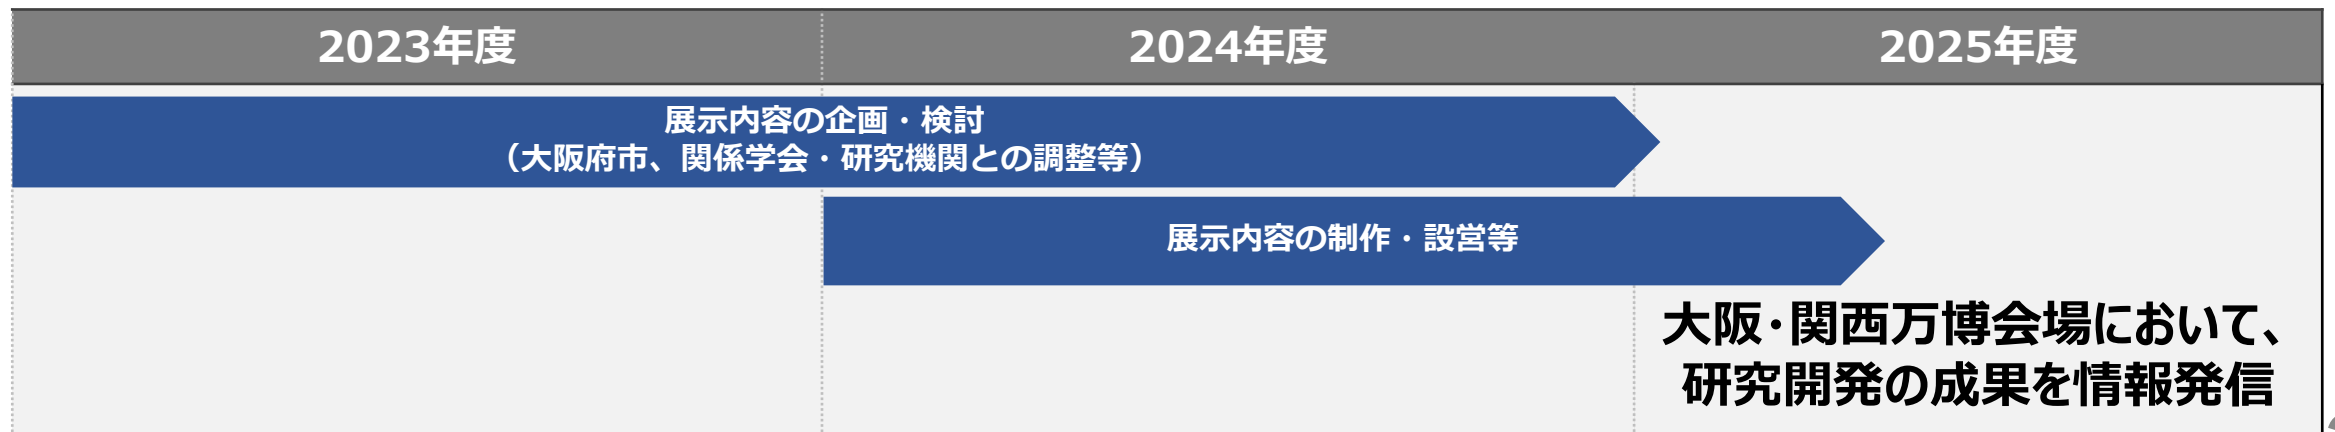 2023年度 2024年度 2025年度
展示内容の企画・検討
（大阪府市、関係学会・研究機関との調整等）
展示内容の制作・設営等
大阪・関西万博会場において、
研究開発の成果を情報発信